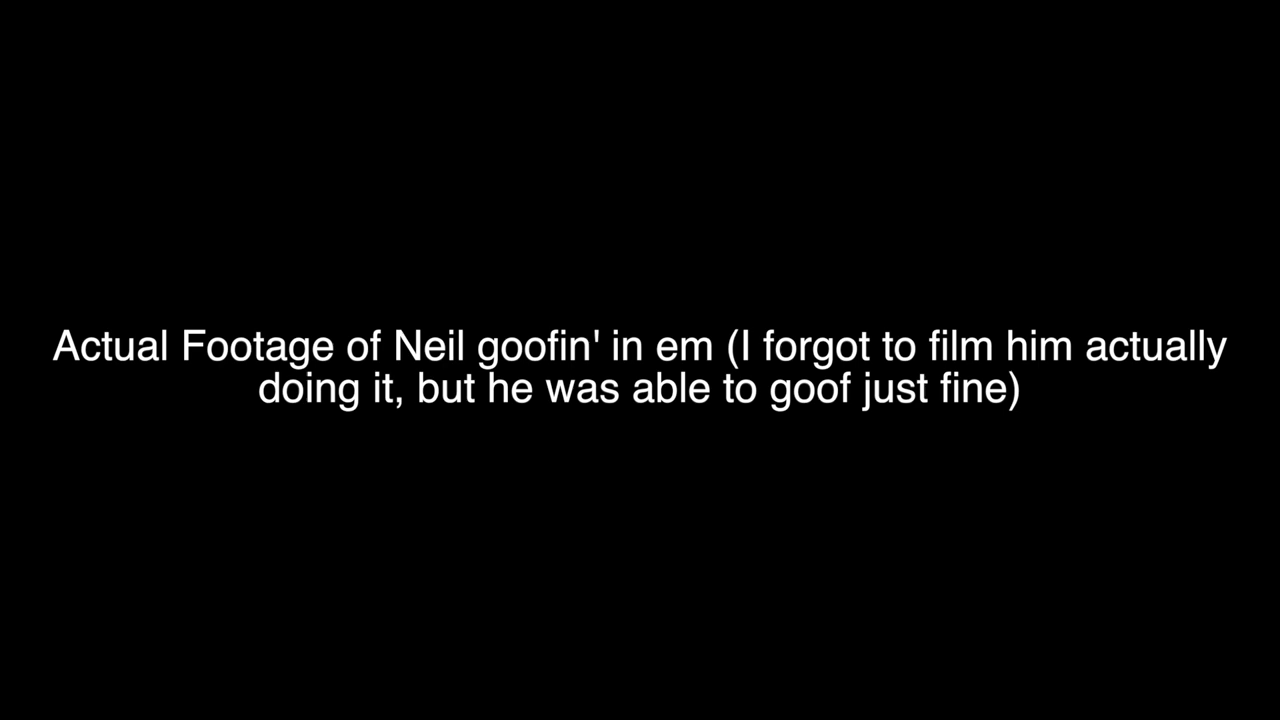 Actual Footage of Neil goofin' in em (I forgot to film him actually
doing it, but he was able to goof just fine)